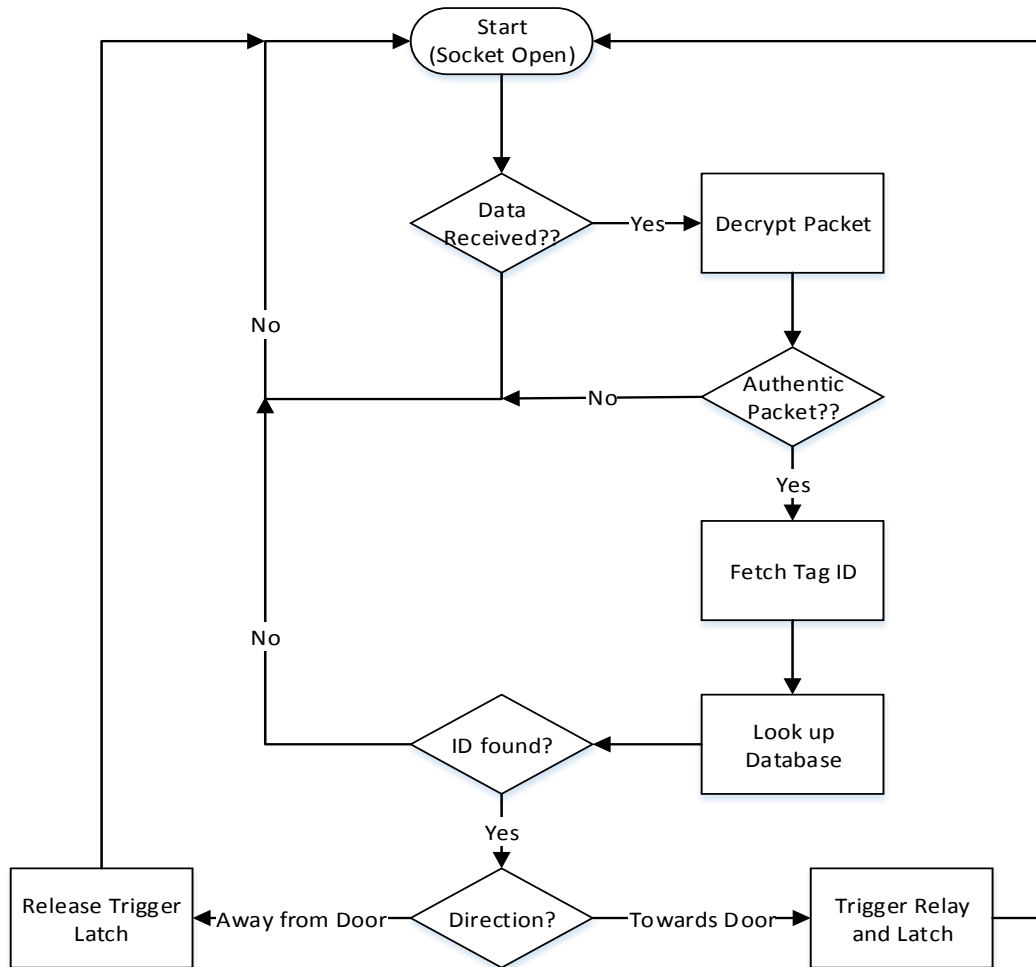 Start
(Socket Open)
Data
Received??
Yes
Decrypt Packet
No
Authentic
Packet??
No
Yes
Fetch Tag ID
No
ID found?
Look up
Database
Yes
Release Trigger
Latch
Away from Door
Direction?
Towards Door
Trigger Relay
and Latch